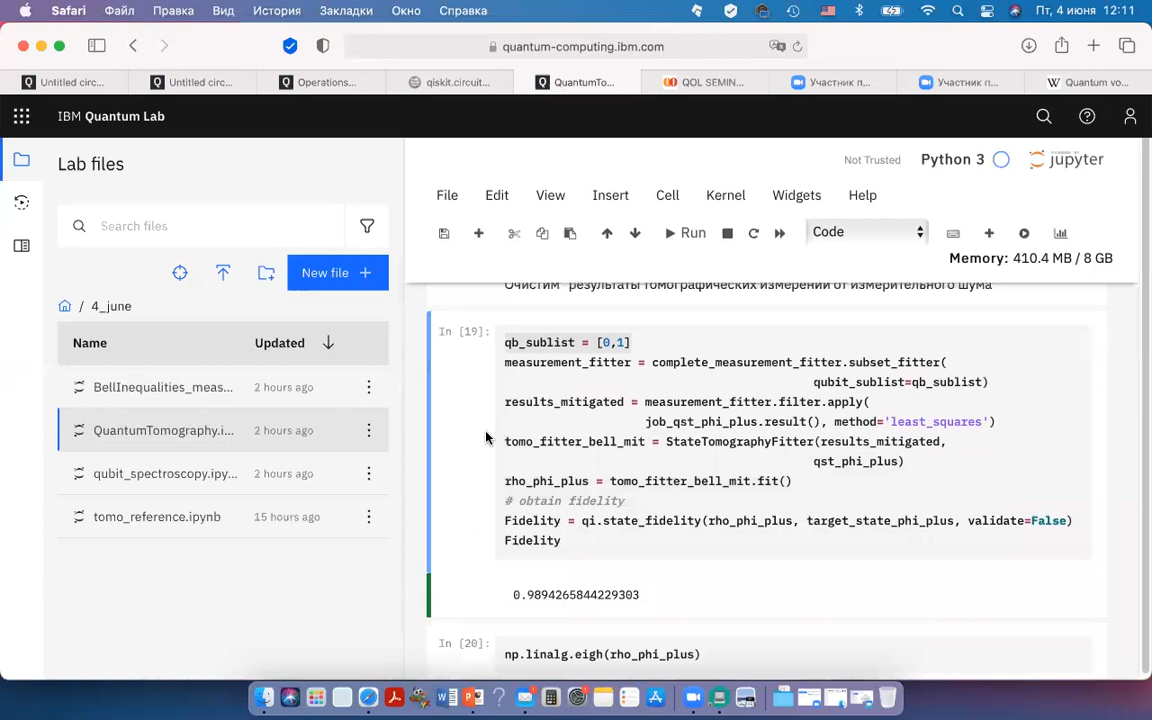 Safari Файл Правка Вид История Закладки Окно Справка Пт, 4 июня 12:11
quantum-computing.ibm.com
Untitled circ... Untitled circ... Operations... qiskit.circuit... QuantumTo... QOL SEMIN... Участник п... Участник п... Quantum vo...
IBM Quantum Lab
Lab files
Not Trusted Python 3 jupyter
File Edit View Insert Cell Kernel Widgets Help
Search files
Run Code
Memory: 410.4 MB / 8 GB
New file +
/ 4_june
Name Updated
BellInequalities_meas... 2 hours ago
QuantumTomography.i... 2 hours ago
qubit_spectroscopy.ipy... 2 hours ago
tomo_reference.ipynb 15 hours ago
Очистим результаты томографических измерений от измерительного шума
In [19]:
qb_sublist = [0,1]
measurement_fitter = complete_measurement_fitter.subset_fitter(
qubit_sublist=qb_sublist)
results_mitigated = measurement_fitter.filter.apply(
job_qst_phi_plus.result(), method='least_squares')
tomo_fitter_bell_mit = StateTomographyFitter(results_mitigated,
qst_phi_plus)
rho_phi_plus = tomo_fitter_bell_mit.fit()
# obtain fidelity
Fidelity = qi.state_fidelity(rho_phi_plus, target_state_phi_plus, validate=False)
Fidelity
0.9894265844229303
In [20]:
np.linalg.eigh(rho_phi_plus)